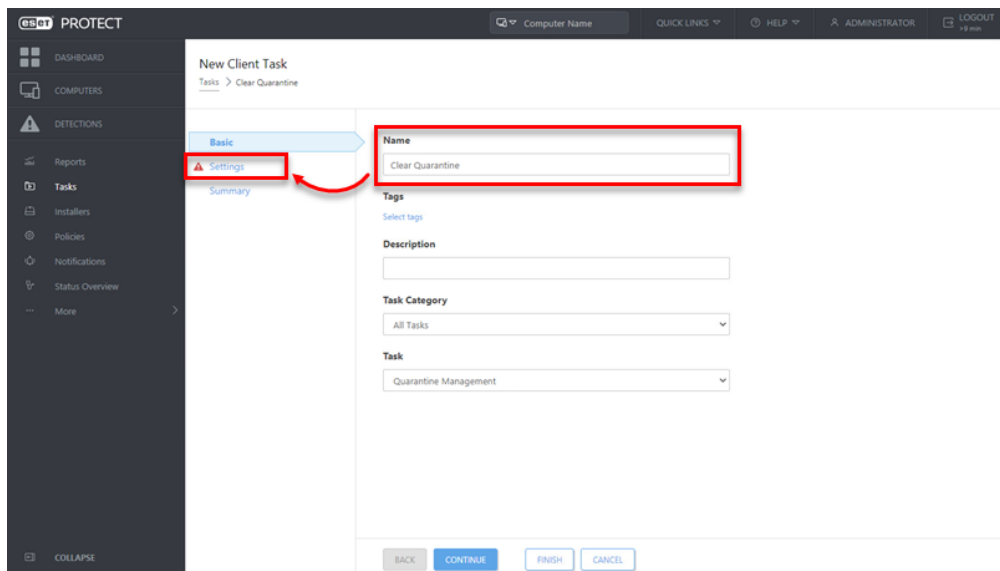 eset PROTECT Computer Name QUICK LINKS HELP ADMINISTRATOR LOGOUT
>9 min
DASHBOARD
COMPUTERS
DETECTIONS
Reports
Tasks
Installers
Policies
Notifications
Status Overview
More
COLLAPSE
New Client Task
Tasks > Clear Quarantine
Basic
Settings
Summary
Name
Clear Quarantine
Tags
Select tags
Description
Task Category
All Tasks
Task
Quarantine Management
BACK CONTINUE FINISH CANCEL